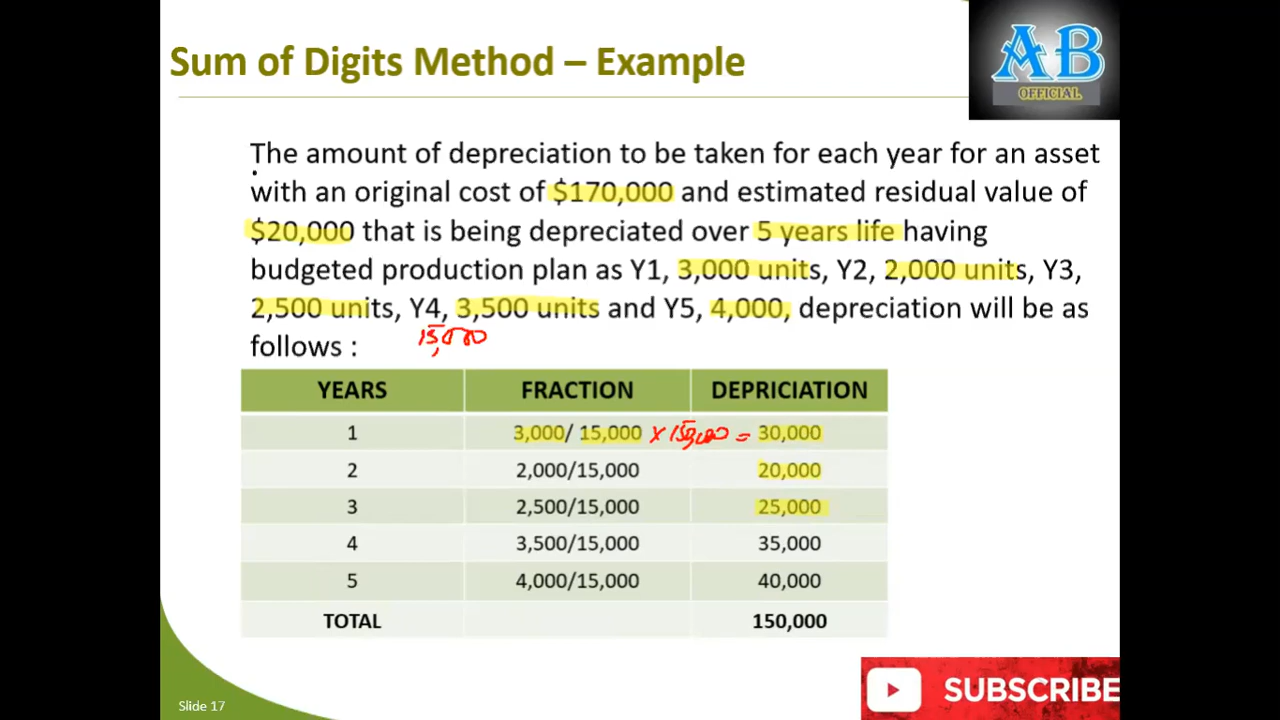 Sum of Digits Method – Example
AB
OFFICIAL
The amount of depreciation to be taken for each year for an asset
with an original cost of $170,000 and estimated residual value of
$20,000 that is being depreciated over 5 years life having
budgeted production plan as Y1, 3,000 units, Y2, 2,000 units, Y3,
2,500 units, Y4, 3,500 units and Y5, 4,000, depreciation will be as
follows :
15,000
YEARS FRACTION DEPRICIATION
1 3,000/ 15,000 × 150,000 = 30,000
2 2,000/15,000 20,000
3 2,500/15,000 25,000
4 3,500/15,000 35,000
5 4,000/15,000 40,000
TOTAL 150,000
SUBSCRIBE
Slide 17